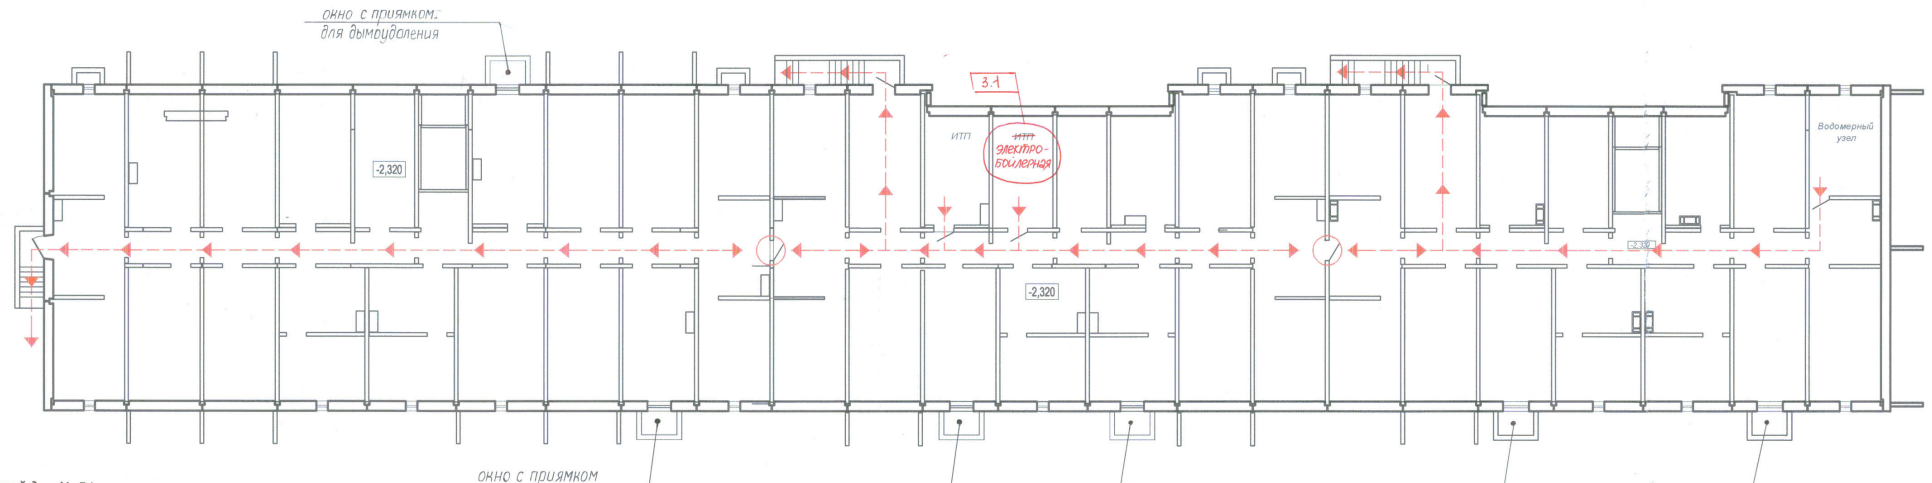 окно с приямком
для дымоудаления
3.1
ИТП
ИТП
ЭЛЕКТРО-
БОЙЛЕРНАЯ
Водомерный
узел
-2,320
-2,320
окно с приямком